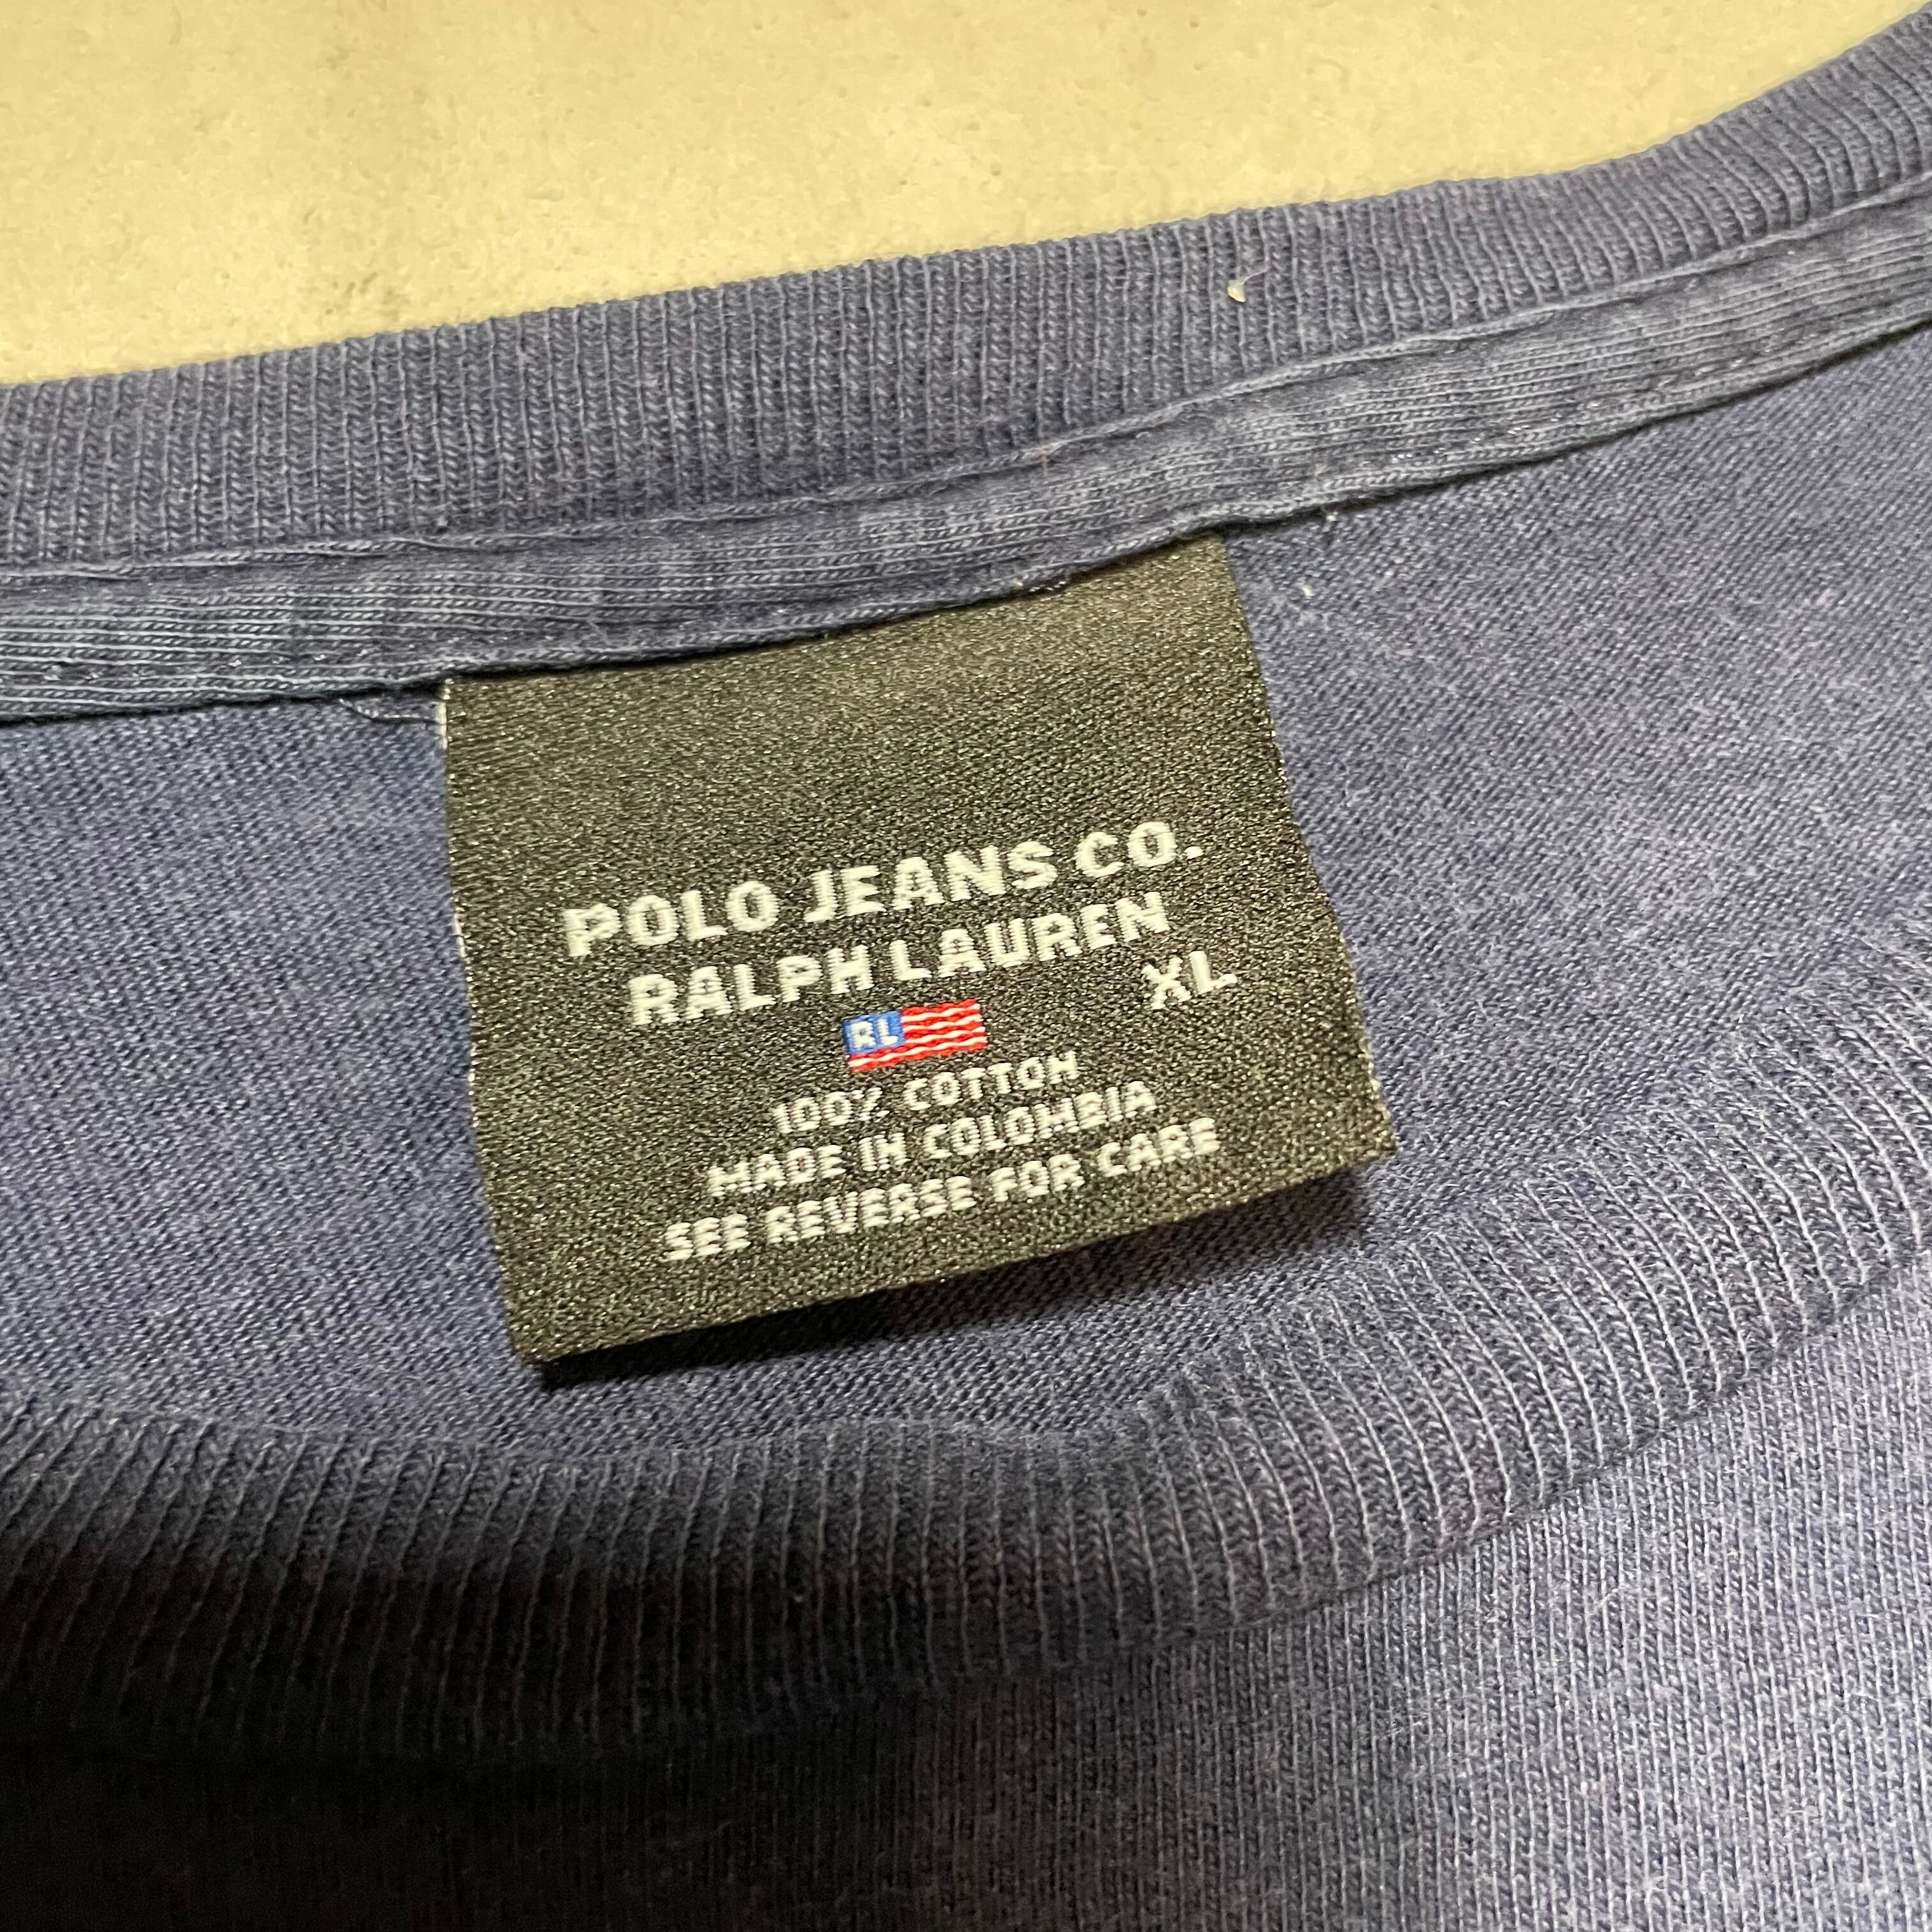 POLO JEANS CO.
RALPH LAUREN
XL
RL
100% COTTON
MADE IN COLOMBIA
SEE REVERSE FOR CARE